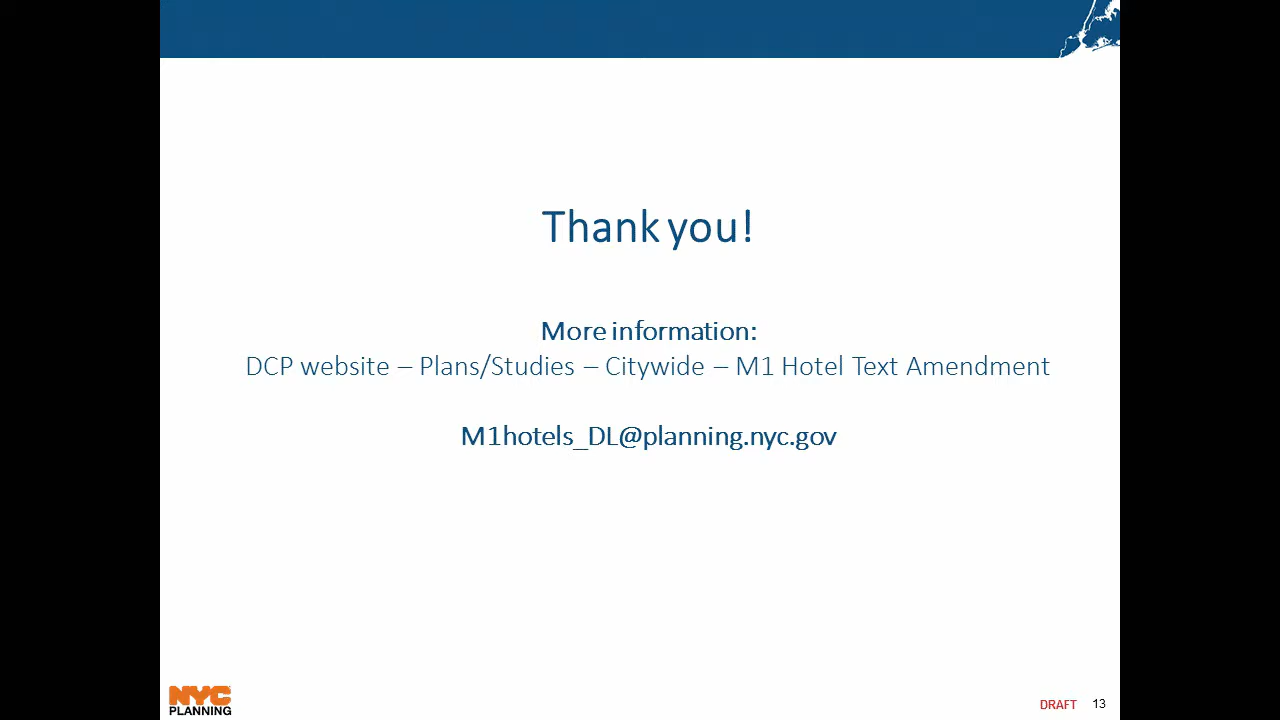 Thank you!
More information:
DCP website – Plans/Studies – Citywide – M1 Hotel Text Amendment
M1hotels_DL@planning.nyc.gov
NYC
PLANNING
DRAFT 13